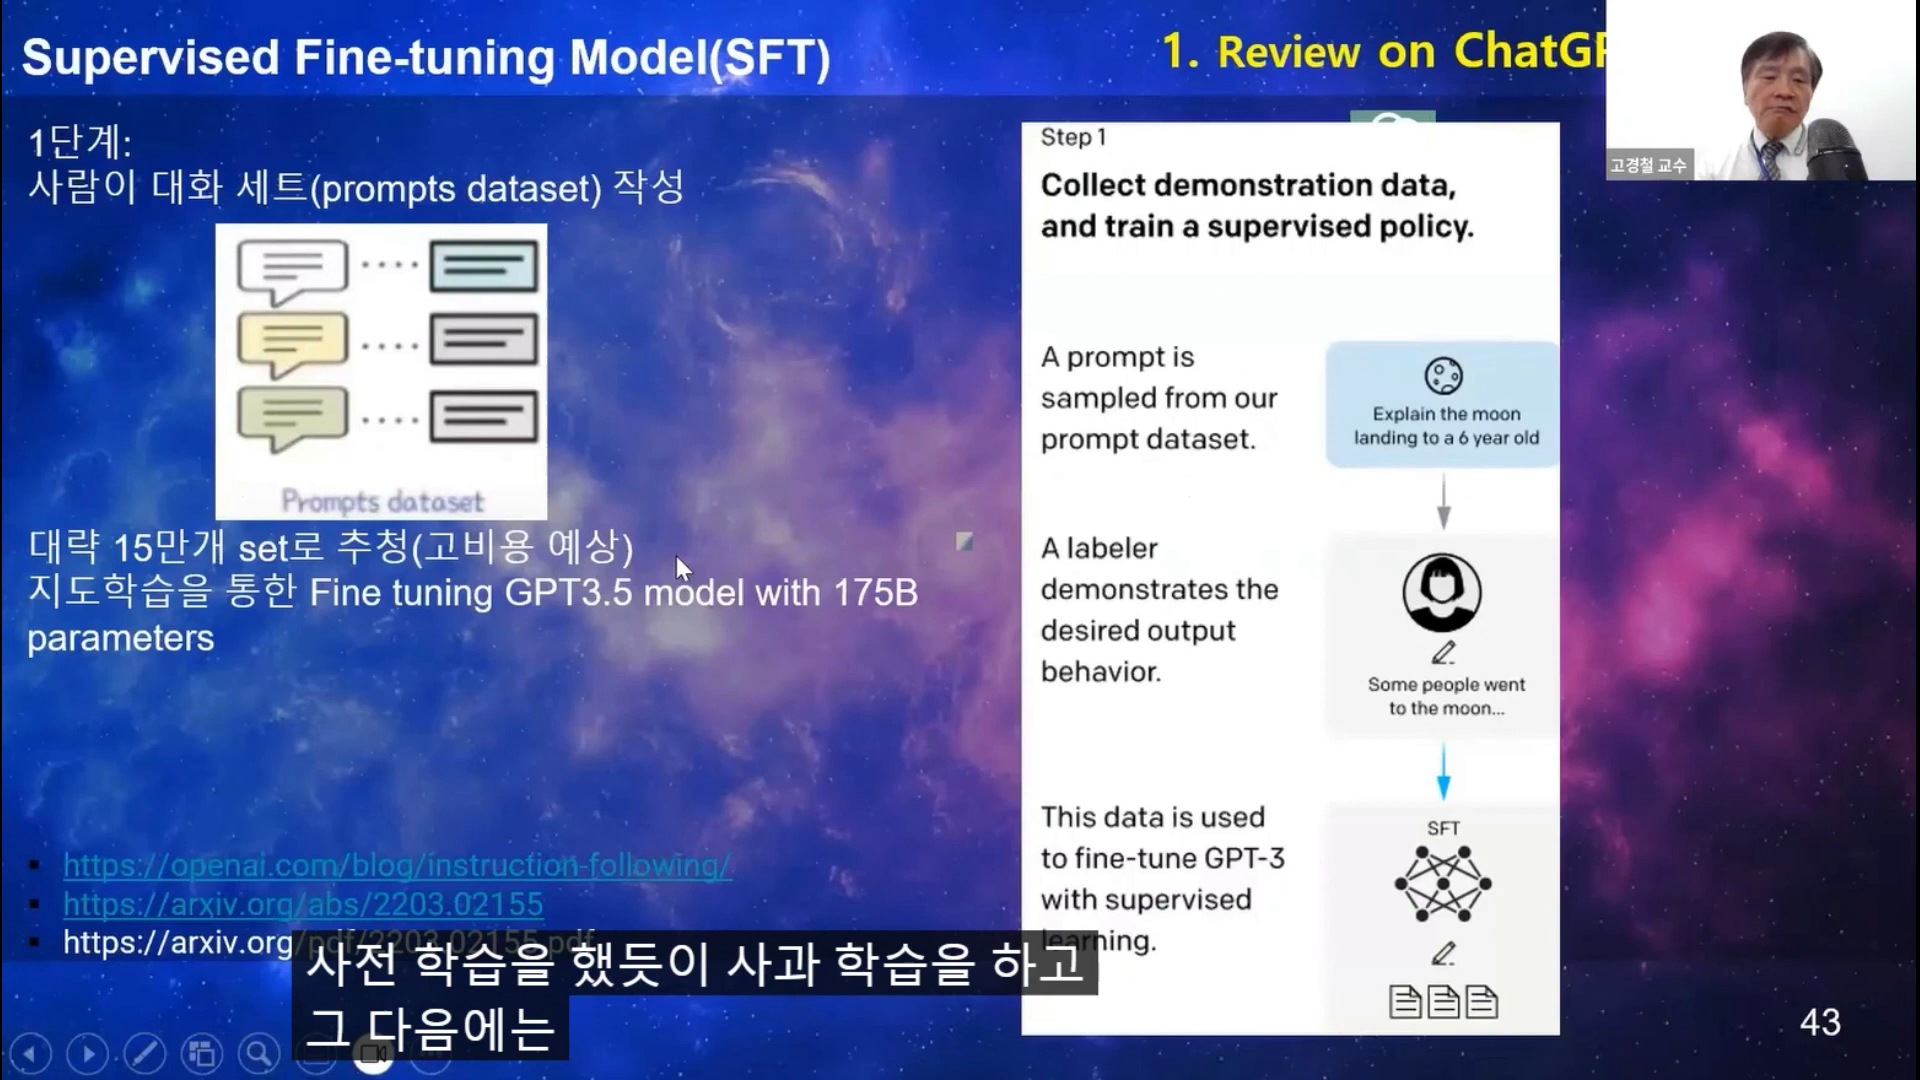 Supervised Fine-tuning Model(SFT)
1. Review on ChatGP
고경철 교수
1단계:
사람이 대화 세트(prompts dataset) 작성
Prompts dataset
대략 15만개 set로 추청(고비용 예상)
지도학습을 통한 Fine tuning GPT3.5 model with 175B
parameters
https://openai.com/blog/instruction-following/
https://arxiv.org/abs/2203.02155
https://arxiv.org/pdf/2203.02155.pdf
Step 1
Collect demonstration data,
and train a supervised policy.
A prompt is
sampled from our
prompt dataset.
Explain the moon
landing to a 6 year old
A labeler
demonstrates the
desired output
behavior.
Some people went
to the moon...
This data is used
to fine-tune GPT-3
with supervised
learning.
SFT
사전 학습을 했듯이 사과 학습을 하고
그 다음에는
43